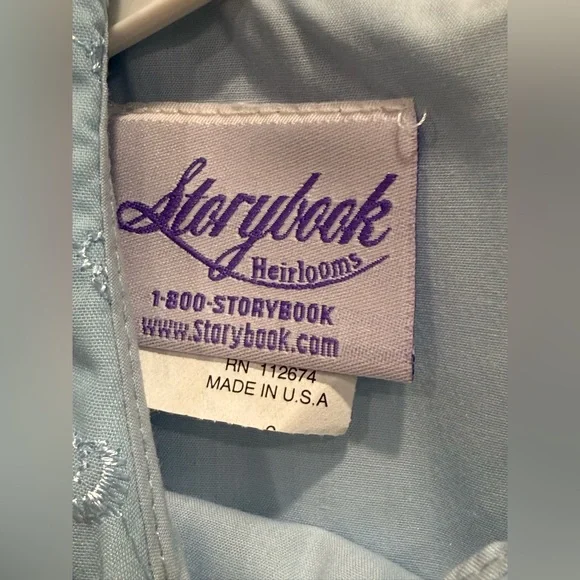 Storybook
Heirlooms
1-800-STORYBOOK
www.Storybook.com
RN 112674
MADE IN U.S.A